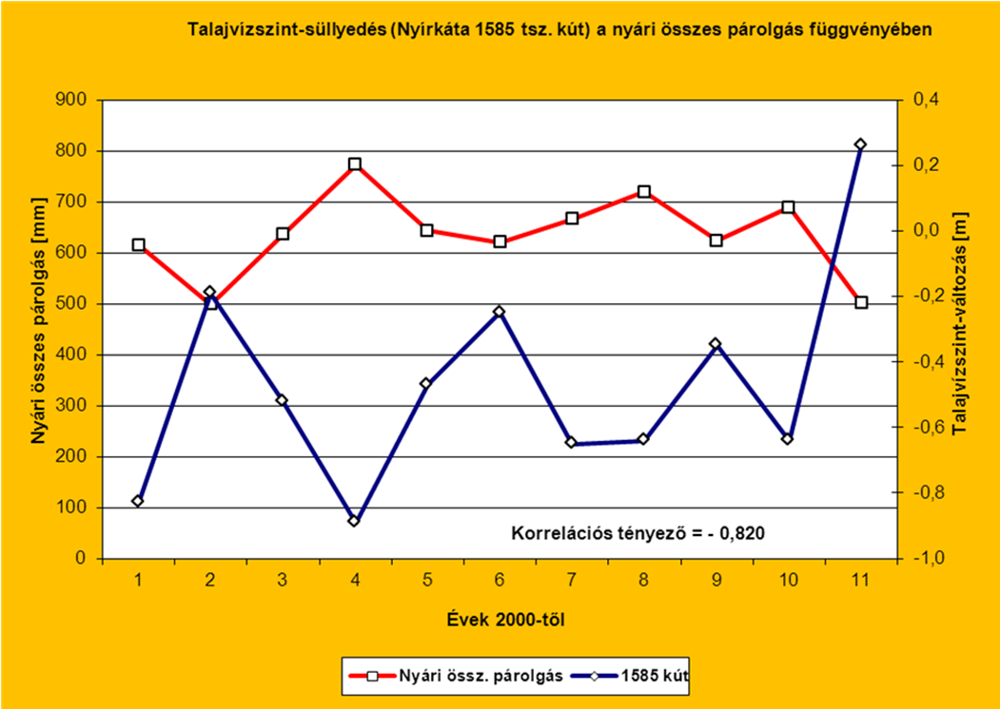 Talajvízszint-süllyedés (Nyírkáta 1585 tsz. kút) a nyári összes párolgás függvényében
900
800
700
600
500
400
300
200
100
0
Nyári összes párolgás [mm]
0,4
0,2
0,0
-0,2
-0,4
-0,6
-0,8
-1,0
Talajvízszint-változás [m]
Korrelációs tényező = - 0,820
1 2 3 4 5 6 7 8 9 10 11
Évek 2000-től
Nyári össz. párolgás 1585 kút